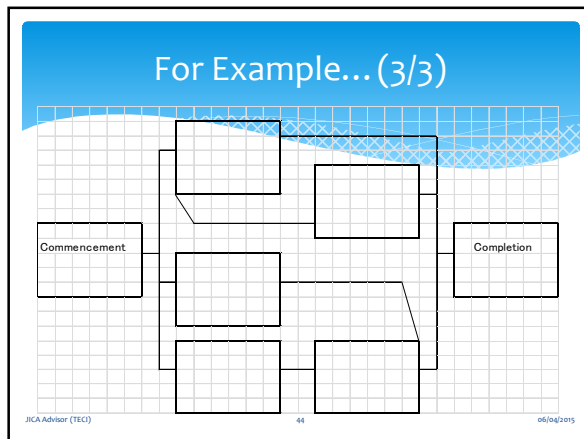 For Example... (3/3)
Commencement
Completion
JICA Advisor (TECI)
44
06/04/2015